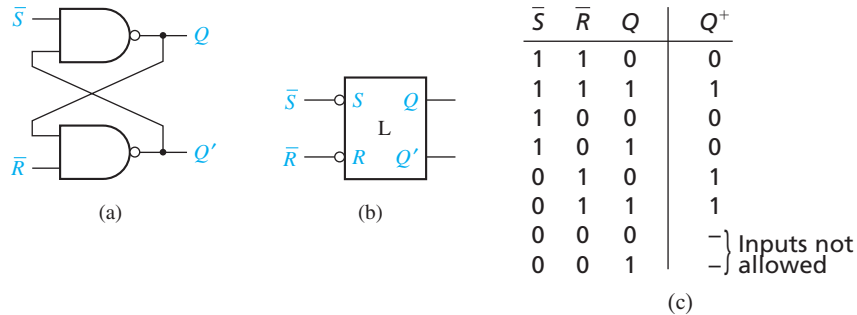 S̅ Q
R̅ Q′
(a)
S̅ S Q
L
R̅ R Q′
(b)
S̅ R̅ Q Q⁺
1 1 0 0
1 1 1 1
1 0 0 0
1 0 1 0
0 1 0 1
0 1 1 1
0 0 0 – } Inputs not
0 0 1 – } allowed
(c)